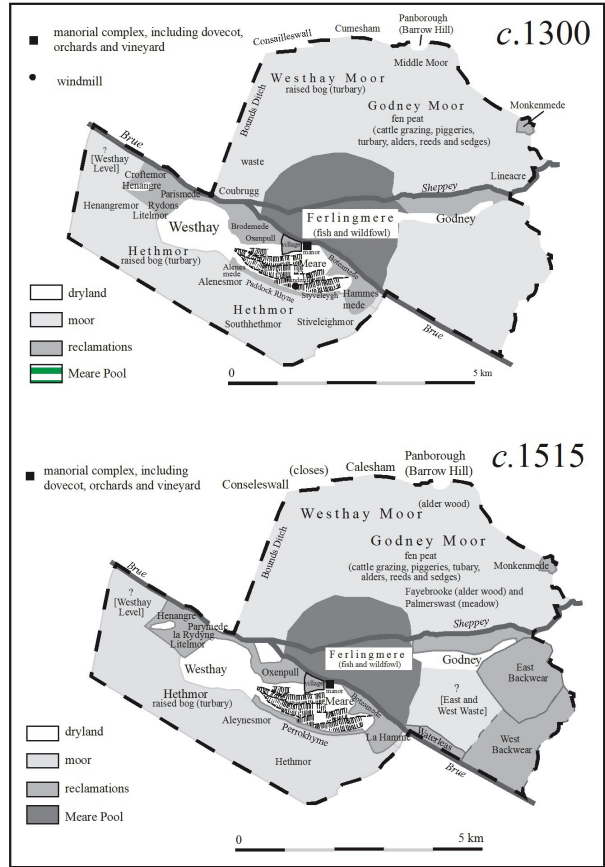 manorial complex, including dovecot,
orchards and vineyard
windmill
c.1300
Consailleswall
Cumesham
Panborough
(Barrow Hill)
Middle Moor
Westhay Moor
raised bog (turbary)
Godney Moor
fen peat
(cattle grazing, piggeries,
turbary, alders, reeds and sedges)
Monkenmede
Bounds Ditch
Brue
?
[Westhay
Level]
waste
Croftemor
Henangre
Parismede
Coubrugg
Sheppey
Lineacre
Henangremor
Rydons
Litelmor
Westhay
Brodemede
Ferlingmere
(fish and wildfowl)
Godney
Oxenpull
village
manor
Hethmor
raised bog (turbary)
Meare
Botesmede
Alenes
mede
Alenesmor
Paddock Rhyne
Styveleygh
Hammes
mede
Hethmor
Southhethmor
Stiveleighmor
Brue
dryland
moor
reclamations
Meare Pool
0
5 km
manorial complex, including
dovecot, orchards and vineyard
c.1515
(closes)
Calesham
Panborough
(Barrow Hill)
Conseleswall
Westhay Moor
(alder wood)
Godney Moor
fen peat
(cattle grazing, piggeries, tubary,
alders, reeds and sedges)
Monkenmede
Fayebrooke (alder wood) and
Palmerswast (meadow)
Bounds Ditch
Brue
?
[Westhay
Level]
Henangre
Parymede
la Rydyng
Litelmor
Sheppey
Westhay
Oxenpull
Ferlingmere
(fish and wildfowl)
Godney
village
manor
East
Backwear
Hethmor
raised bog (turbary)
Meare
Botesmede
?
[East and
West Waste]
Aleynesmor
Perrokhyme
La Hamme
Waterleas
West
Backwear
Hethmor
Brue
dryland
moor
reclamations
Meare Pool
0
5 km